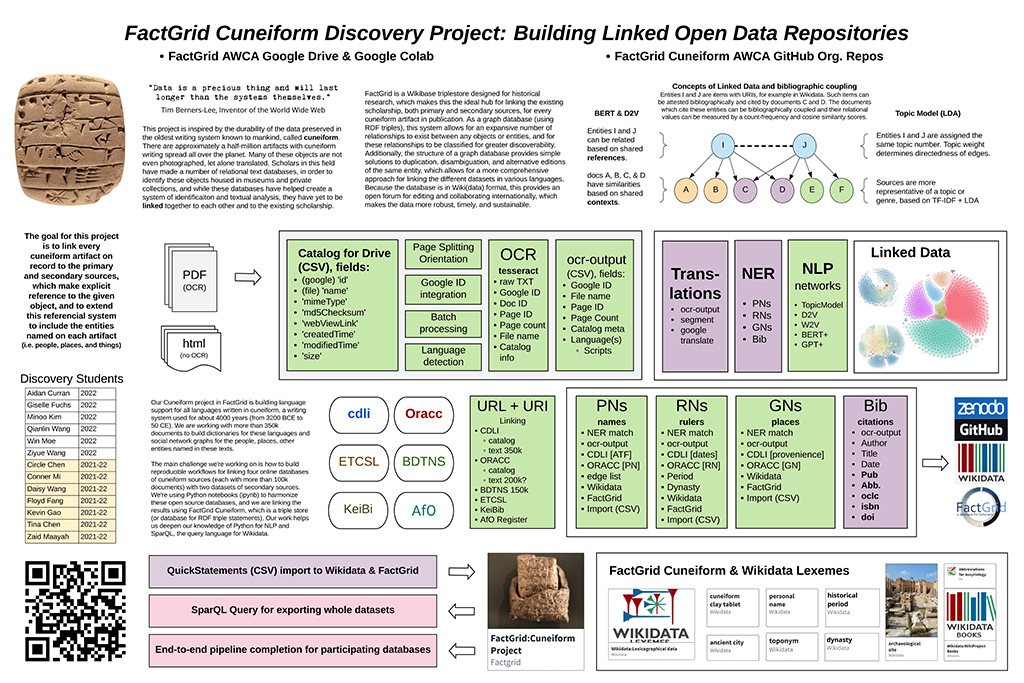 FactGrid Cuneiform Discovery Project: Building Linked Open Data Repositories
• FactGrid AWCA Google Drive & Google Colab
• FactGrid Cuneiform AWCA GitHub Org. Repos
"Data is a precious thing and will last
longer than the systems themselves."
Tim Berners-Lee, Inventor of the World Wide Web
This project is inspired by the durability of the data preserved in
the oldest writing system known to mankind, called cuneiform.
There are approximately a half-million artifacts with cuneiform
writing spread all over the planet. Many of these objects are not
even photographed, let alone translated. Scholars in this field
have made a number of relational text databases, in order to
identify these objects housed in museums and private
collections, and while these databases have helped create a
system of identificaiton and textual analysis, they have yet to be
linked together to each other and to the existing scholarship.
FactGrid is a Wikibase triplestore designed for historical
research, which makes this the ideal hub for linking the existing
scholarship, both primary and secondary sources, for every
cuneiform artifact in publication. As a graph database (using
RDF triples), this system allows for an expansive number of
relationships to exist between any objects or entities, and for
these relationships to be classified for greater discoverability.
Additionally, the structure of a graph database provides simple
solutions to duplication, disambiguation, and alternative editions
of the same entity, which allows for a more comprehensive
approach for linking the different datasets in various languages.
Because the database is in Wiki(data) format, this provides an
open forum for editing and collaborating internationally, which
makes the data more robust, timely, and sustainable.
Concepts of Linked Data and bibliographic coupling
Entities I and J are items with URIs, for example in Wikidata. Such items can
be attested bibliographically and cited by documents C and D. The documents
which cite these entities can be bibliographically coupled and their relational
values can be measured by a count-frequency and cosine similarity scores.
BERT & D2V
Entities I and J
can be related
based on shared
references.
docs A, B, C, & D
have similarities
based on shared
contexts.
I
J
A
B
C
D
E
F
Topic Model (LDA)
Entities I and J are assigned the
same topic number. Topic weight
determines directedness of edges.
Sources are more
representative of a topic or
genre, based on TF-IDF + LDA
The goal for this project
is to link every
cuneiform artifact on
record to the primary
and secondary sources,
which make explicit
reference to the given
object, and to extend
this referencial system
to include the entities
named on each artifact
(i.e. people, places, and things)
PDF
(OCR)
html
(no OCR)
Catalog for Drive
(CSV), fields:
• (google) 'id'
• (file) 'name'
• 'mimeType'
• 'md5Checksum'
• 'webViewLink'
• 'createdTime'
• 'modifiedTime'
• 'size'
Page Splitting
Orientation
Google ID
integration
Batch
processing
Language
detection
OCR
tesseract
• raw TXT
• Google ID
• Doc ID
• Page ID
• Page count
• File name
• Catalog
info
ocr-output
(CSV), fields:
• Google ID
• File name
• Page ID
• Page Count
• Catalog meta
• Language(s)
◦ Scripts
Trans-
lations
• ocr-output
• segment
• google
translate
NER
• PNs
• RNs
• GNs
• Bib
NLP
networks
• TopicModel
• D2V
• W2V
• BERT+
• GPT+
Linked Data
Discovery Students
Aidan Curran 2022
Giselle Fuchs 2022
Minoo Kim 2022
Qianlin Wang 2022
Win Moe 2022
Ziyue Wang 2022
Circle Chen 2021-22
Conner Mi 2021-22
Daisy Wang 2021-22
Floyd Fang 2021-22
Kevin Gao 2021-22
Tina Chen 2021-22
Zaid Maayah 2021-22
Our Cuneiform project in FactGrid is building language
support for all languages written in cuneiform, a writing
system used for about 4000 years (from 3200 BCE to
50 CE). We are working with more than 350k
documents to build dictionaries for these languages and
social network graphs for the people, places, other
entities named in these texts.
The main challenge we're working on is how to build
reproducible workflows for linking four online databases
of cuneiform sources (each with more than 100k
documents) with two datasets of secondary sources.
We're using Python notebooks (ipynb) to harmonize
these open source databases, and we are linking the
results using FactGrid Cuneiform, which is a triple store
(or database for RDF triple statements). Our work helps
us deepen our knowledge of Python for NLP and
SparQL, the query language for Wikidata.
cdli
Oracc
ETCSL
BDTNS
KeiBi
AfO
URL + URI
Linking
• CDLI
◦ catalog
◦ text 350k
• ORACC
◦ catalog
◦ text 200k?
• BDTNS 150k
• ETCSL
• KeiBib
• AfO Register
PNs
names
• NER match
• ocr-output
• CDLI [ATF]
• ORACC [PN]
• edge list
• Wikidata
• FactGrid
• Import (CSV)
RNs
rulers
• NER match
• ocr-output
• CDLI [dates]
• ORACC [RN]
• Period
• Dynasty
• Wikidata
• FactGrid
• Import (CSV)
GNs
places
• NER match
• ocr-output
• CDLI [provenience]
• ORACC [GN]
• Wikidata
• FactGrid
• Import (CSV)
Bib
citations
• ocr-output
• Author
• Title
• Date
• Pub
• Abb.
• oclc
• isbn
• doi
zenodo
GitHub
WIKIDATA
FactGrid
QuickStatements (CSV) import to Wikidata & FactGrid
SparQL Query for exporting whole datasets
End-to-end pipeline completion for participating databases
FactGrid:Cuneiform
Project
Factgrid
FactGrid Cuneiform & Wikidata Lexemes
WIKIDATA
LEXEMES
Wikidata:Lexicographical data
Wikidata
cuneiform
clay tablet
Wikidata
personal
name
Wikidata
historical
period
Wikidata
ancient city
Wikidata
toponym
Wikidata
dynasty
Wikidata
archaeological
site
Wikidata
Abbreviations
for Assyriology
WIKIDATA
BOOKS
Wikidata:WikiProject
Books
Wikidata